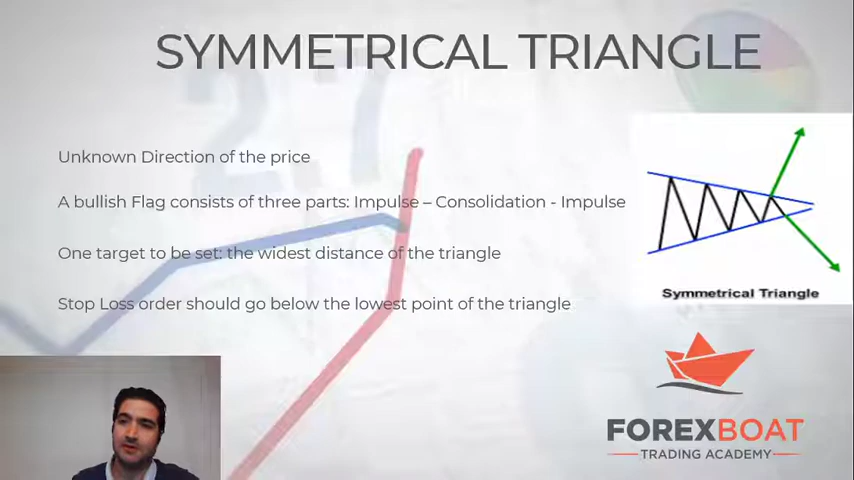 SYMMETRICAL TRIANGLE
Unknown Direction of the price
A bullish Flag consists of three parts: Impulse – Consolidation - Impulse
One target to be set: the widest distance of the triangle
Stop Loss order should go below the lowest point of the triangle
Symmetrical Triangle
FOREXBOAT
TRADING ACADEMY
27